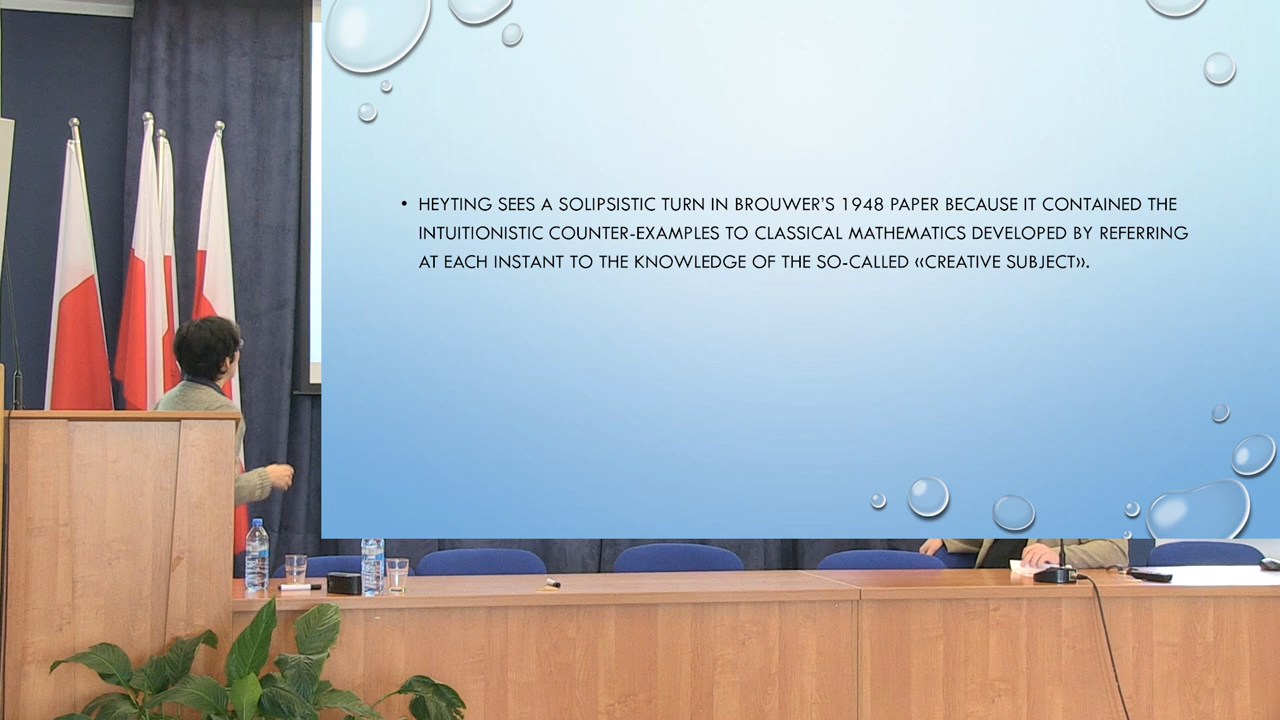 • HEYTING SEES A SOLIPSISTIC TURN IN BROUWER’S 1948 PAPER BECAUSE IT CONTAINED THE
INTUITIONISTIC COUNTER-EXAMPLES TO CLASSICAL MATHEMATICS DEVELOPED BY REFERRING
AT EACH INSTANT TO THE KNOWLEDGE OF THE SO-CALLED «CREATIVE SUBJECT».